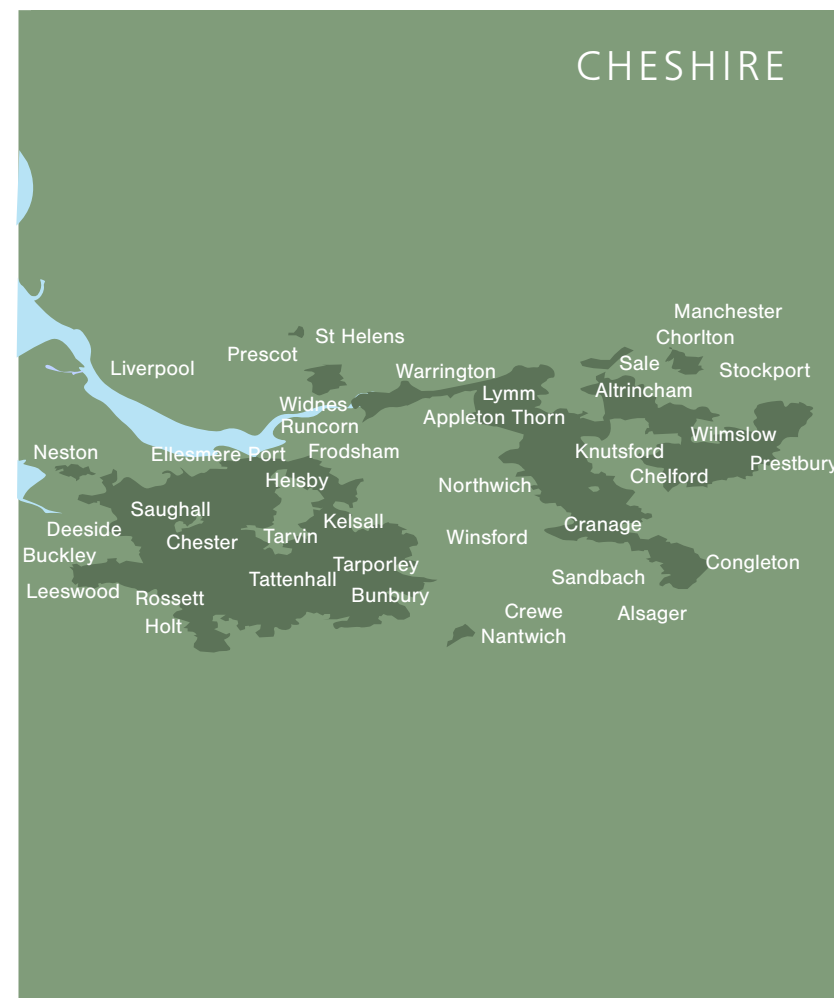 CHESHIRE
Manchester
Chorlton
St Helens
Prescot
Sale
Liverpool
Warrington
Stockport
Lymm
Altrincham
Widnes
Appleton Thorn
Runcorn
Wilmslow
Neston
Ellesmere Port
Frodsham
Knutsford
Prestbury
Helsby
Chelford
Northwich
Saughall
Kelsall
Cranage
Deeside
Chester
Tarvin
Winsford
Buckley
Tarporley
Congleton
Tattenhall
Sandbach
Leeswood
Rossett
Bunbury
Crewe
Alsager
Holt
Nantwich